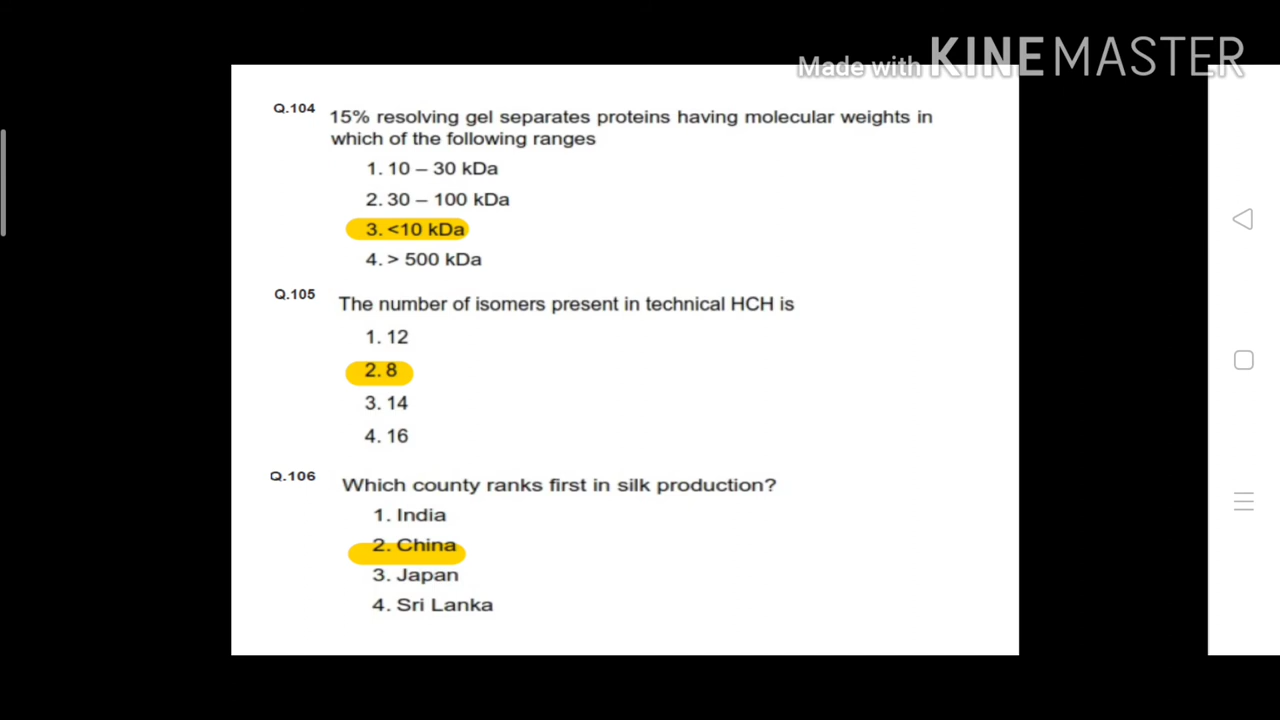 Made with KINEMASTER
Q.104
15% resolving gel separates proteins having molecular weights in
which of the following ranges
1. 10 – 30 kDa
2. 30 – 100 kDa
3. <10 kDa
4. > 500 kDa
Q.105
The number of isomers present in technical HCH is
1. 12
2. 8
3. 14
4. 16
Q.106
Which county ranks first in silk production?
1. India
2. China
3. Japan
4. Sri Lanka